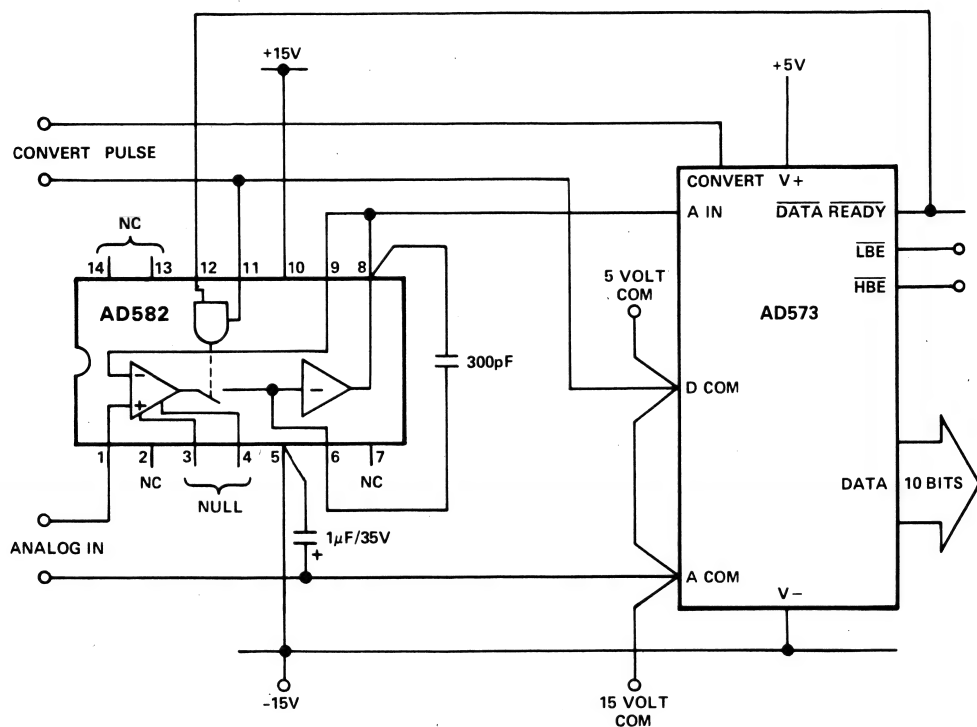 +15V
+5V
CONVERT PULSE
CONVERT V+
A IN
DATA READY
NC
14 13 12 11 10 9 8
LBE
HBE
5 VOLT
COM
AD582
AD573
300pF
−
+
−
D COM
1 2 3 4 5 6 7
NC
NC
NULL
DATA
10 BITS
1µF/35V
+
ANALOG IN
A COM
V−
-15V
15 VOLT
COM